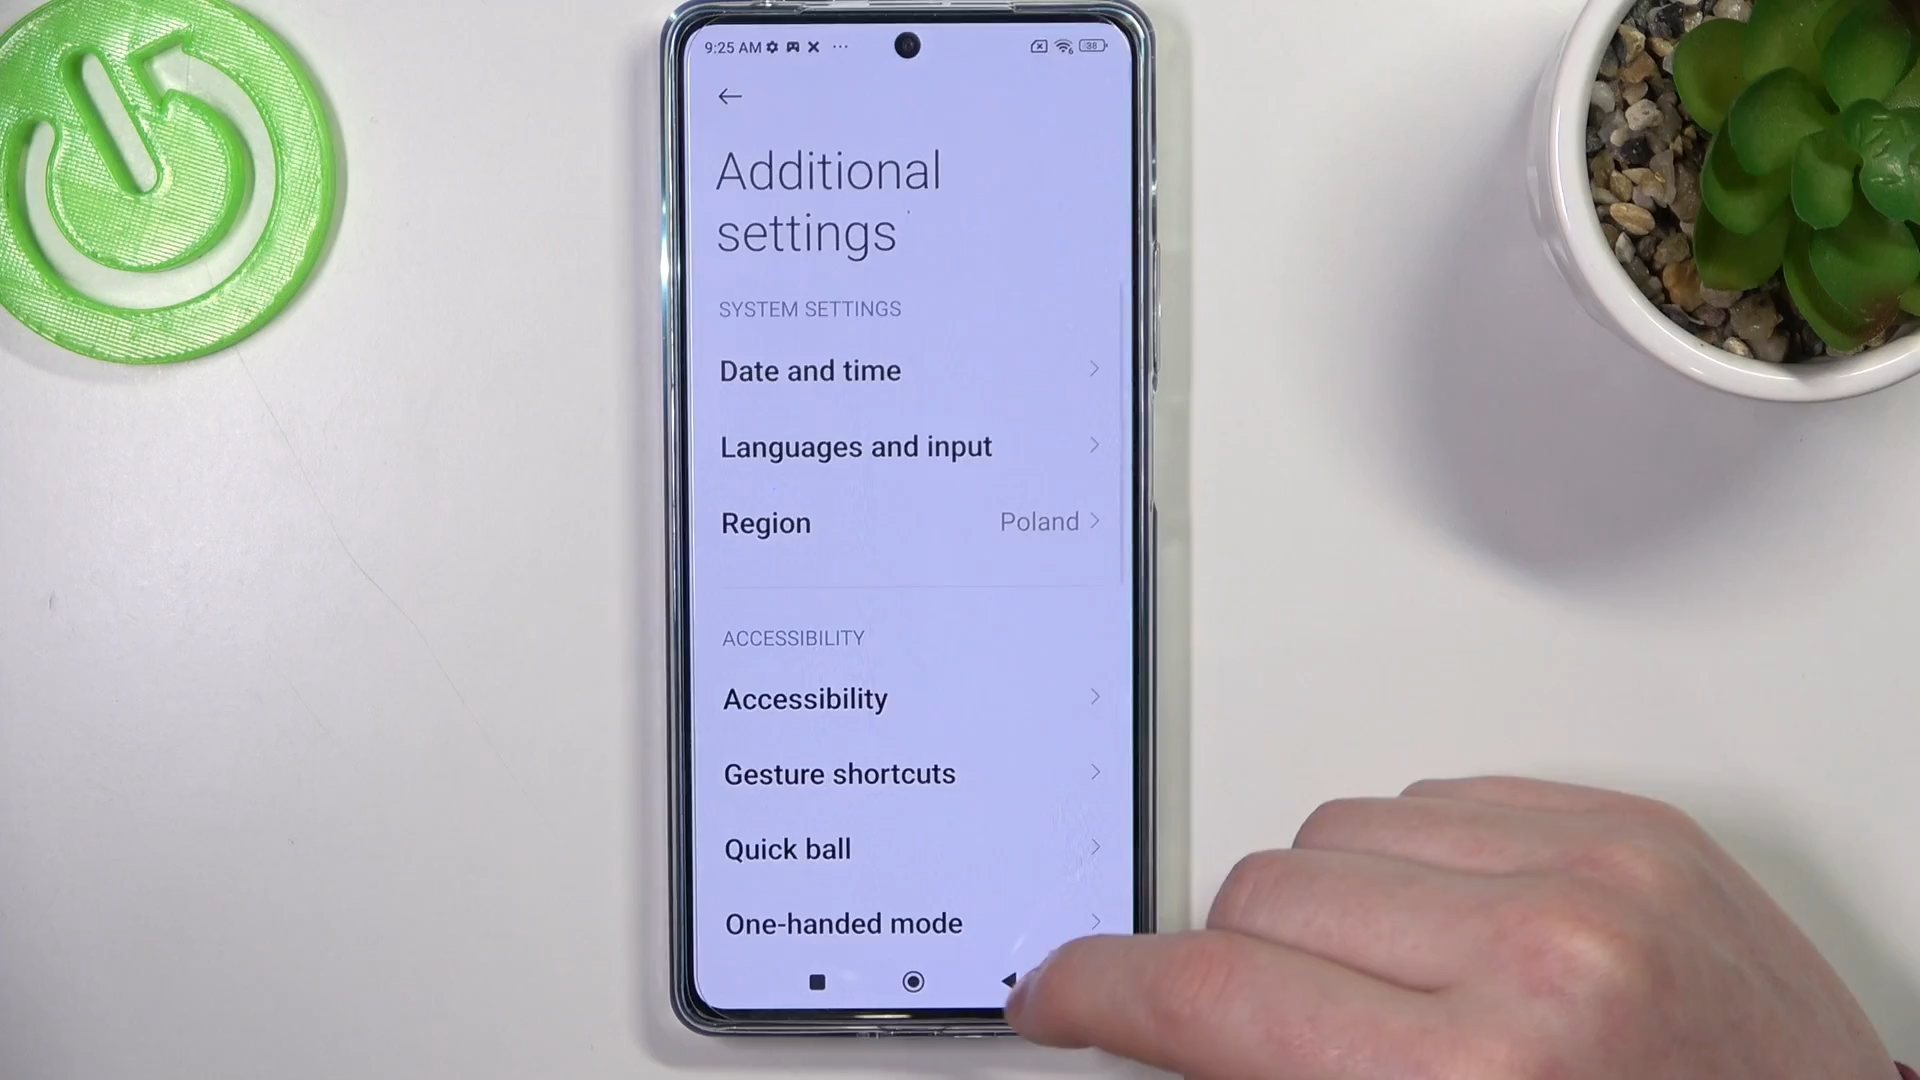 9:25 AM
38
Additional
settings
SYSTEM SETTINGS
Date and time
Languages and input
Region Poland
ACCESSIBILITY
Accessibility
Gesture shortcuts
Quick ball
One-handed mode